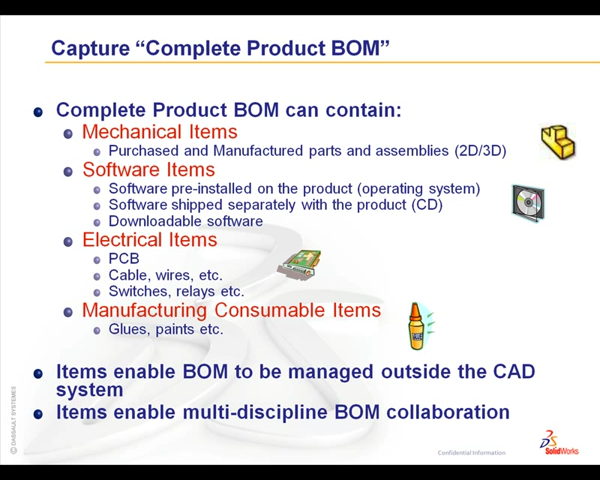 Capture “Complete Product BOM”
Complete Product BOM can contain:
Mechanical Items
Purchased and Manufactured parts and assemblies (2D/3D)
Software Items
Software pre-installed on the product (operating system)
Software shipped separately with the product (CD)
Downloadable software
Electrical Items
PCB
Cable, wires, etc.
Switches, relays etc.
Manufacturing Consumable Items
Glues, paints etc.
Items enable BOM to be managed outside the CAD
system
Items enable multi-discipline BOM collaboration
© DASSAULT SYSTEMES
Confidential Information
SolidWorks